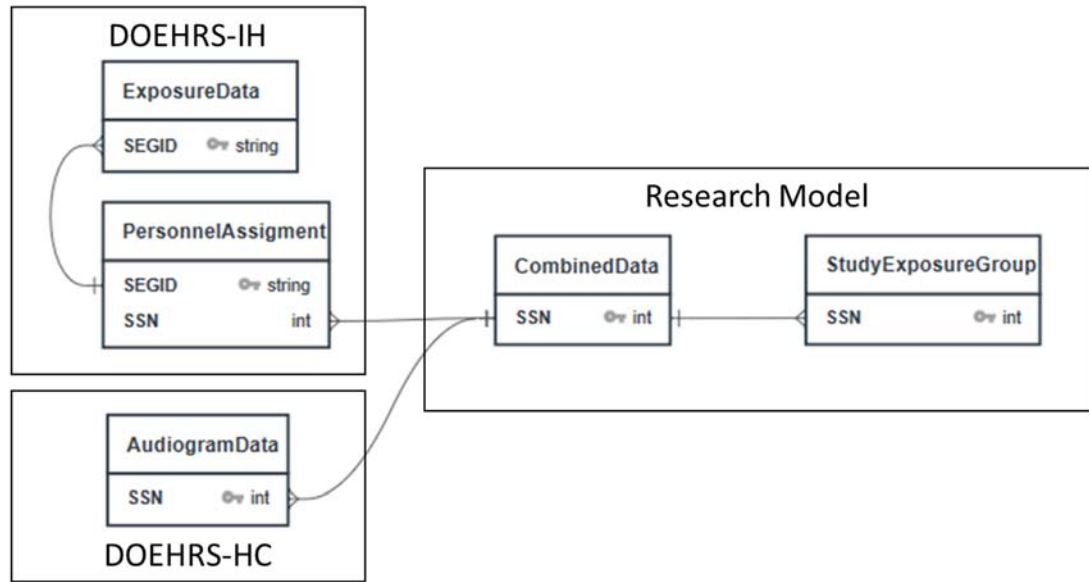 DOEHRS-IH
ExposureData
SEGID string
PersonnelAssigment
SEGID string
SSN int
AudiogramData
SSN int
DOEHRS-HC
Research Model
CombinedData
SSN int
StudyExposureGroup
SSN int